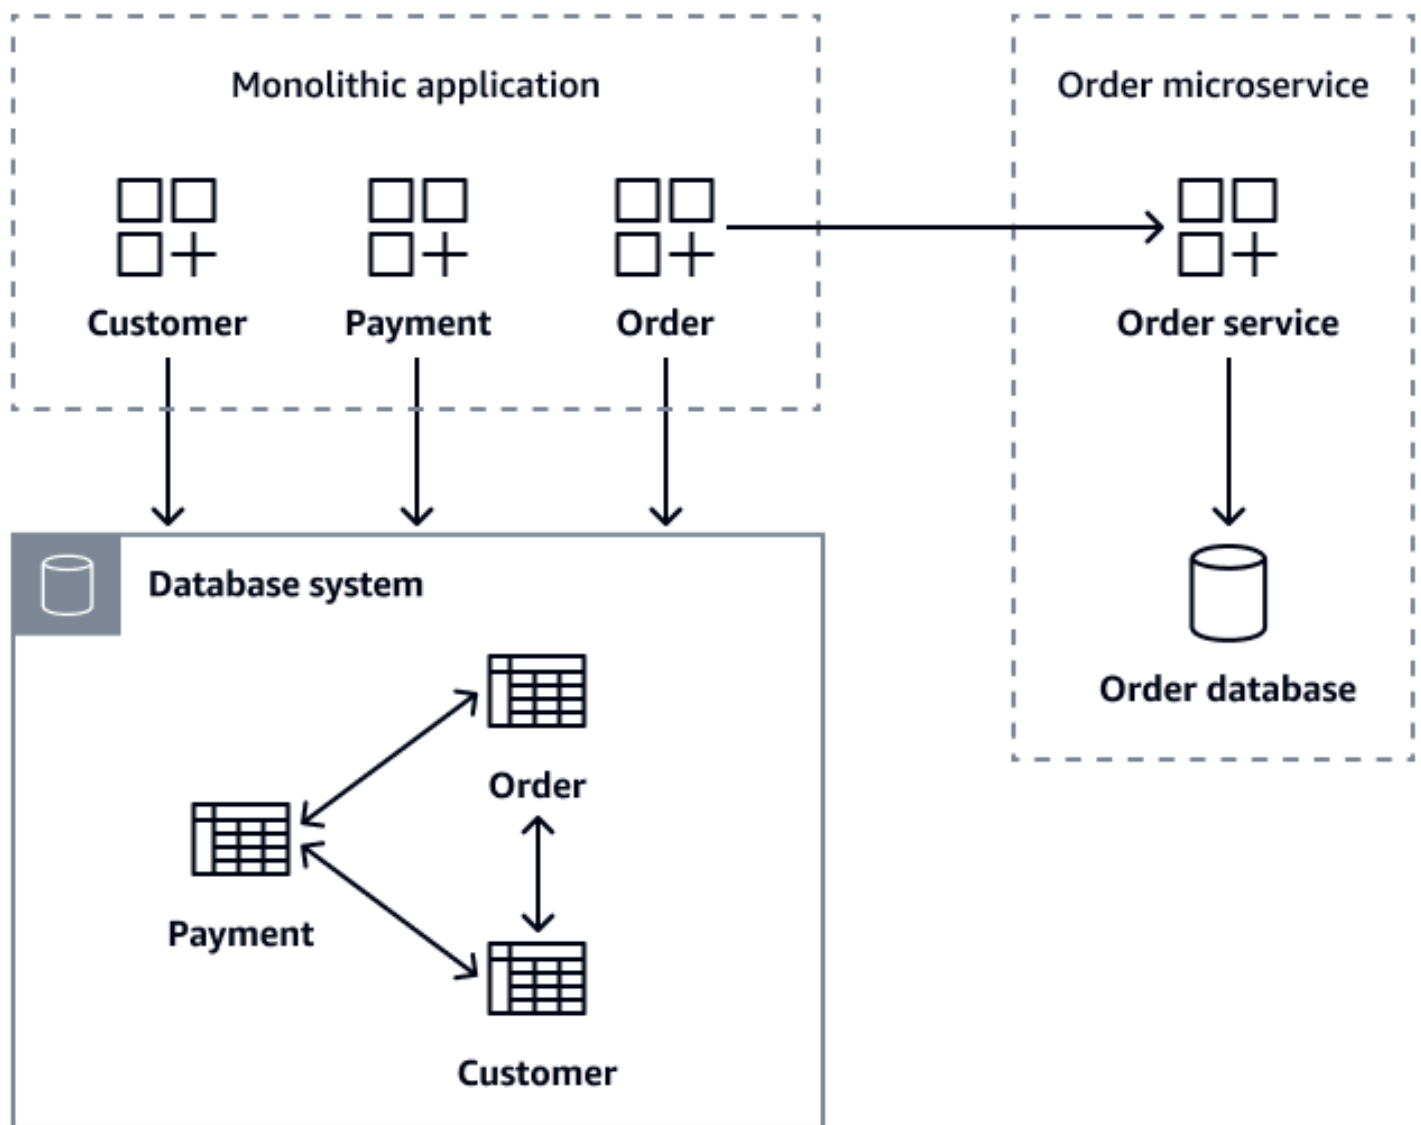 Monolithic application
Order microservice
Customer
Payment
Order
Order service
Database system
Order
Payment
Customer
Order database